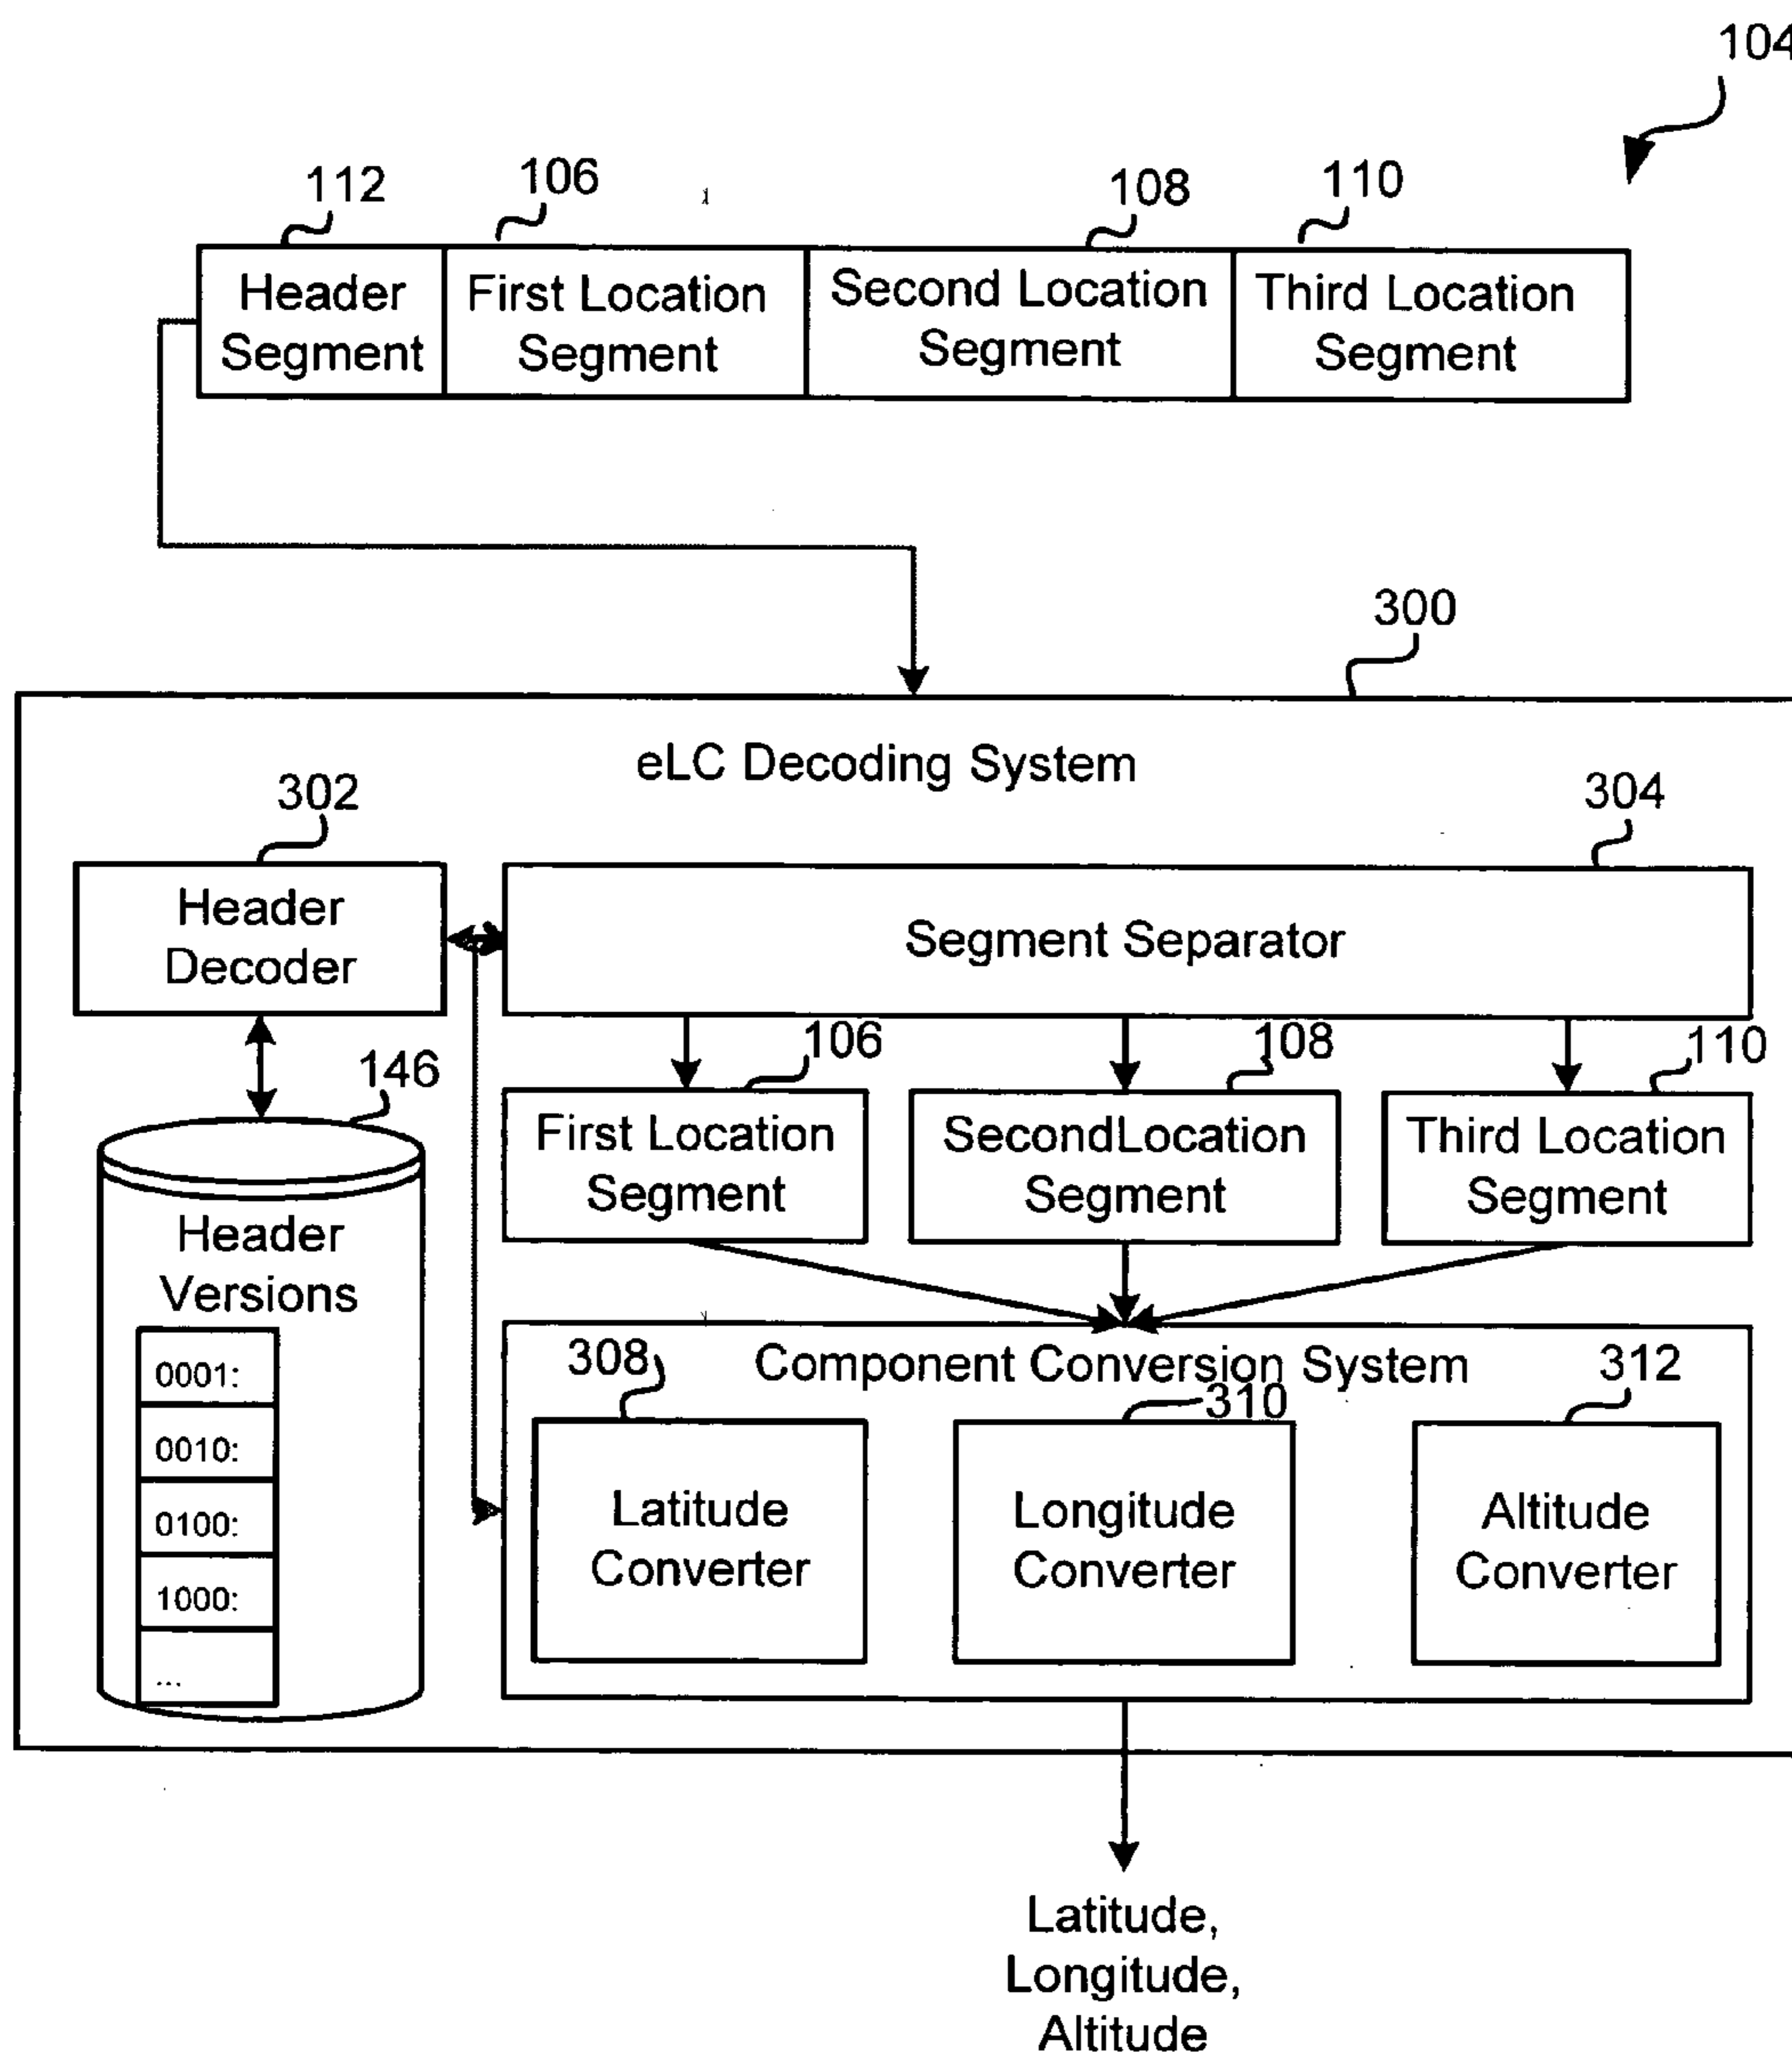 104
112
106
108
110
Header
Segment
First Location
Segment
Second Location
Segment
Third Location
Segment
300
eLC Decoding System
302
304
Header
Decoder
Segment Separator
146
106
108
110
First Location
Segment
SecondLocation
Segment
Third Location
Segment
Header
Versions
0001:
0010:
0100:
1000:
...
308
Component Conversion System
310
312
Latitude
Converter
Longitude
Converter
Altitude
Converter
Latitude,
Longitude,
Altitude